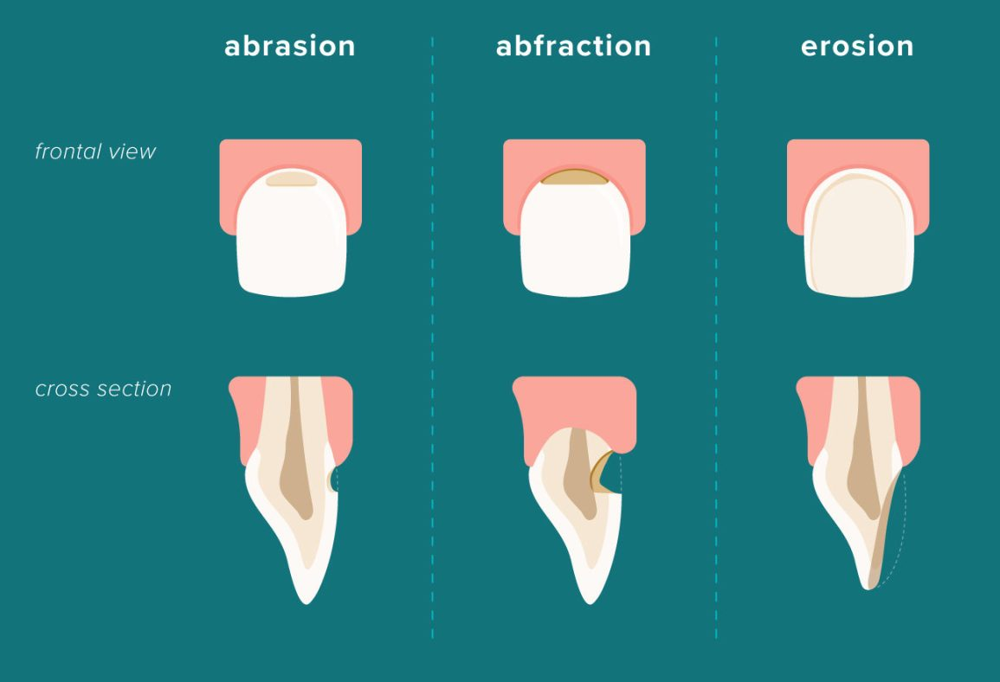 abrasion
abfraction
erosion
frontal view
cross section